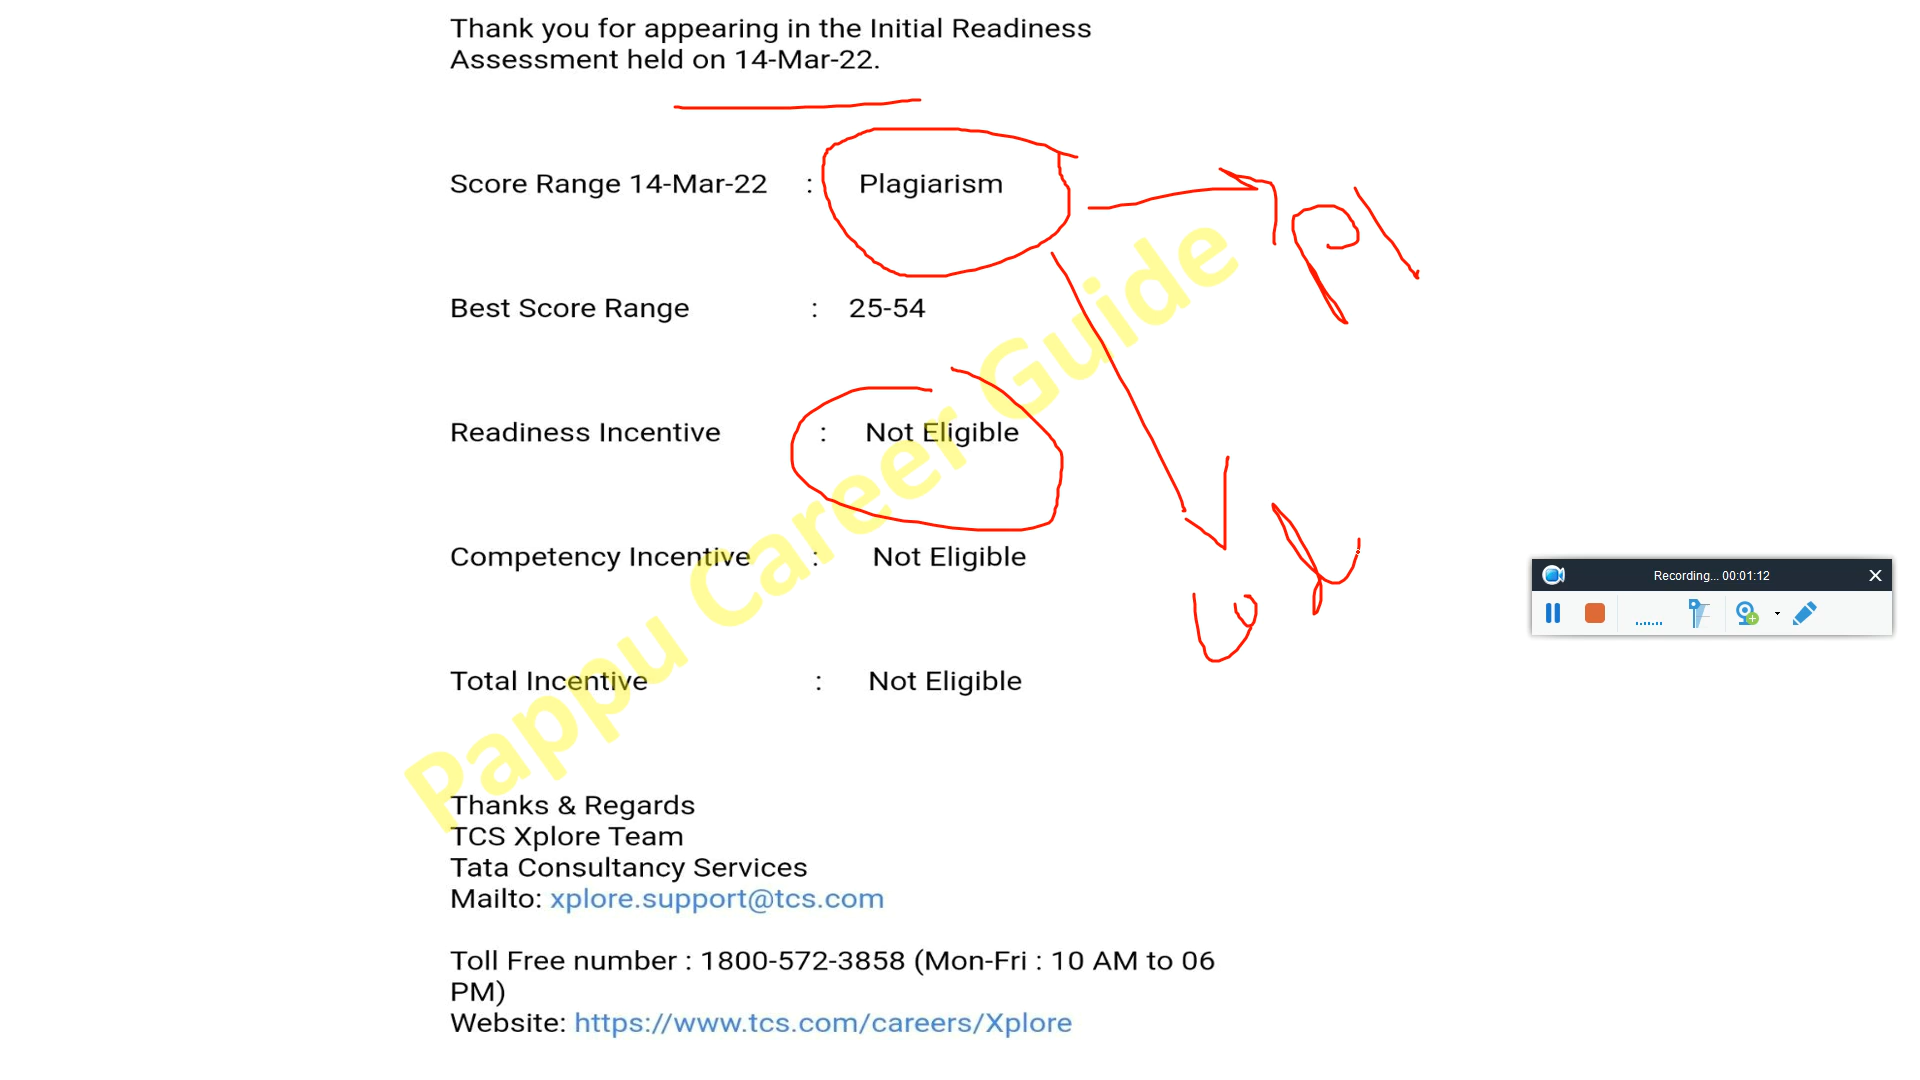 Thank you for appearing in the Initial Readiness
Assessment held on 14-Mar-22.
Score Range 14-Mar-22 : Plagiarism
Pl
Best Score Range : 25-54
Readiness Incentive : Not Eligible
Competency Incentive : Not Eligible
Total Incentive : Not Eligible
Pappu Career Guide
Recording... 00:01:12
Thanks & Regards
TCS Xplore Team
Tata Consultancy Services
Mailto: xplore.support@tcs.com
Toll Free number : 1800-572-3858 (Mon-Fri : 10 AM to 06
PM)
Website: https://www.tcs.com/careers/Xplore